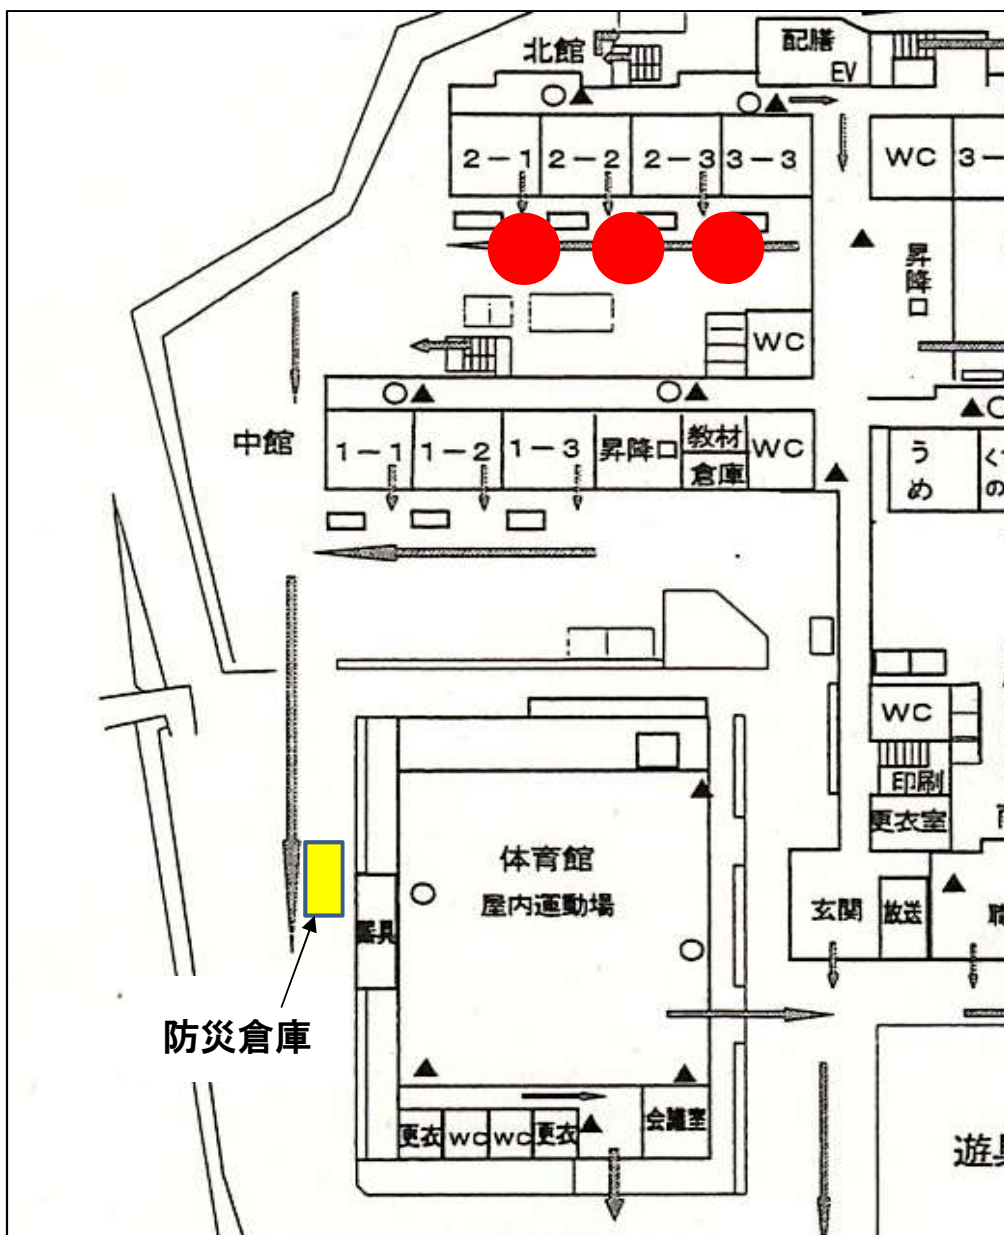 北館
配膳
EV
2-1
2-2
2-3
3-3
WC
3-
昇降口
WC
中館
1-1
1-2
1-3
昇降口
教材
倉庫
WC
うめ
の
WC
印刷
更衣室
体育館
屋内運動場
器具
玄関
放送
職
防災倉庫
更衣
WC
WC
更衣
会議室
遊具